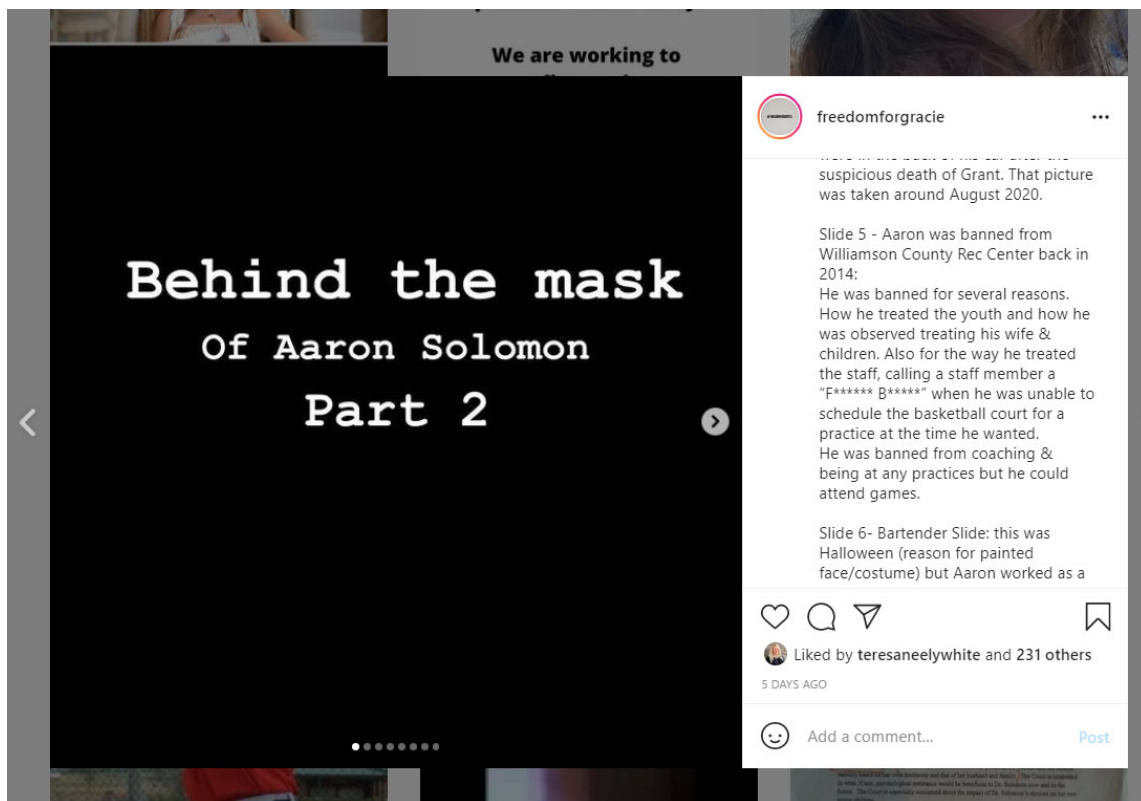 We are working to
freedomforgracie
Behind the mask
Of Aaron Solomon
Part 2
suspicious death of Grant. That picture
was taken around August 2020.
Slide 5 - Aaron was banned from
Williamson County Rec Center back in
2014:
He was banned for several reasons.
How he treated the youth and how he
was observed treating his wife &
children. Also for the way he treated
the staff, calling a staff member a
“F****** B*****” when he was unable to
schedule the basketball court for a
practice at the time he wanted.
He was banned from coaching &
being at any practices but he could
attend games.
Slide 6- Bartender Slide: this was
Halloween (reason for painted
face/costume) but Aaron worked as a
Liked by teresaneelywhite and 231 others
5 DAYS AGO
Add a comment...
Post